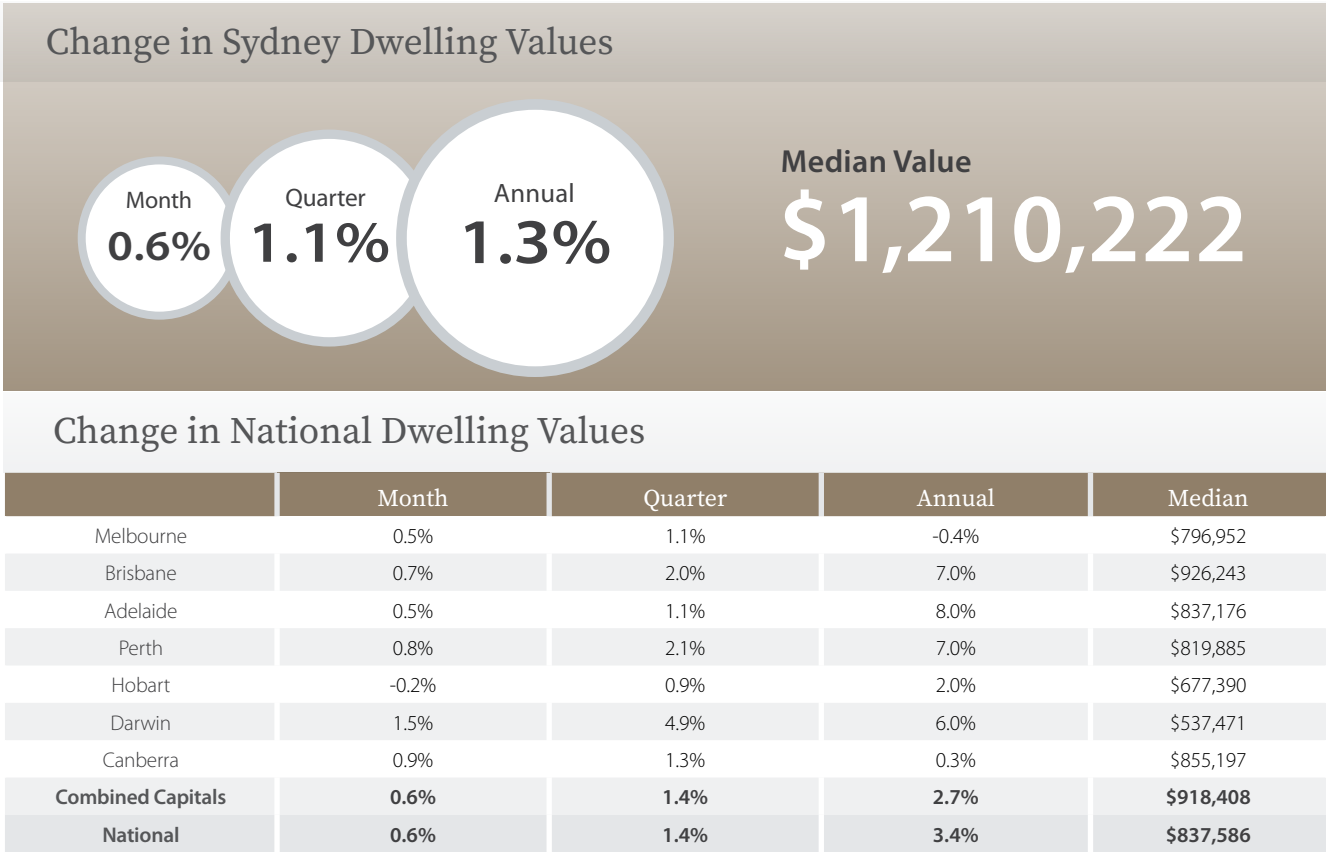 Change in Sydney Dwelling Values
Month
0.6%
Quarter
1.1%
Annual
1.3%
Median Value
$1,210,222
Change in National Dwelling Values
Month Quarter Annual Median
Melbourne 0.5% 1.1% -0.4% $796,952
Brisbane 0.7% 2.0% 7.0% $926,243
Adelaide 0.5% 1.1% 8.0% $837,176
Perth 0.8% 2.1% 7.0% $819,885
Hobart -0.2% 0.9% 2.0% $677,390
Darwin 1.5% 4.9% 6.0% $537,471
Canberra 0.9% 1.3% 0.3% $855,197
Combined Capitals 0.6% 1.4% 2.7% $918,408
National 0.6% 1.4% 3.4% $837,586